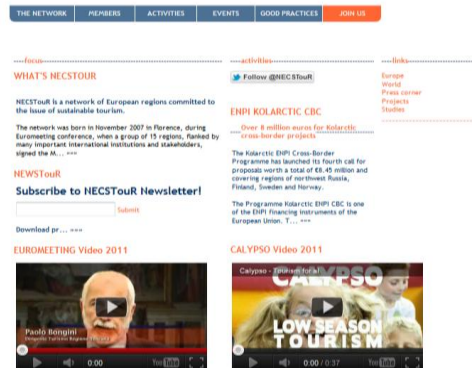 THE NETWORK
MEMBERS
ACTIVITIES
EVENTS
GOOD PRACTICES
JOIN US
focus
WHAT'S NECSTOUR
NECSTouR is a network of European regions committed to
the issue of sustainable tourism.
The network was born in November 2007 in Florence, during
Euromeeting conference, when a group of 15 regions, flanked by
many important international institutions and stakeholders,
signed the M... »»»
NEWSTouR
Subscribe to NECSTouR Newsletter!
Submit
Download pr... »»»
EUROMEETING Video 2011
Paolo Bongini
0:00
YouTube
activities
Follow @NECSTouR
ENPI KOLARCTIC CBC
Over 8 million euros for Kolarctic
cross-border projects
The Kolarctic ENPI Cross-Border
Programme has launched its fourth call for
proposals worth a total of €8.45 million and
covering regions of northwest Russia,
Finland, Sweden and Norway.
The Programme Kolarctic ENPI CBC is one
of the ENPI financing instruments of the
European Union. T... »»»
CALYPSO Video 2011
Calypso - Tourism for all
CALYPSO
LOW SEASON
TOURISM
0:00 / 0:37
YouTube
links
Europe
World
Press corner
Projects
Studies